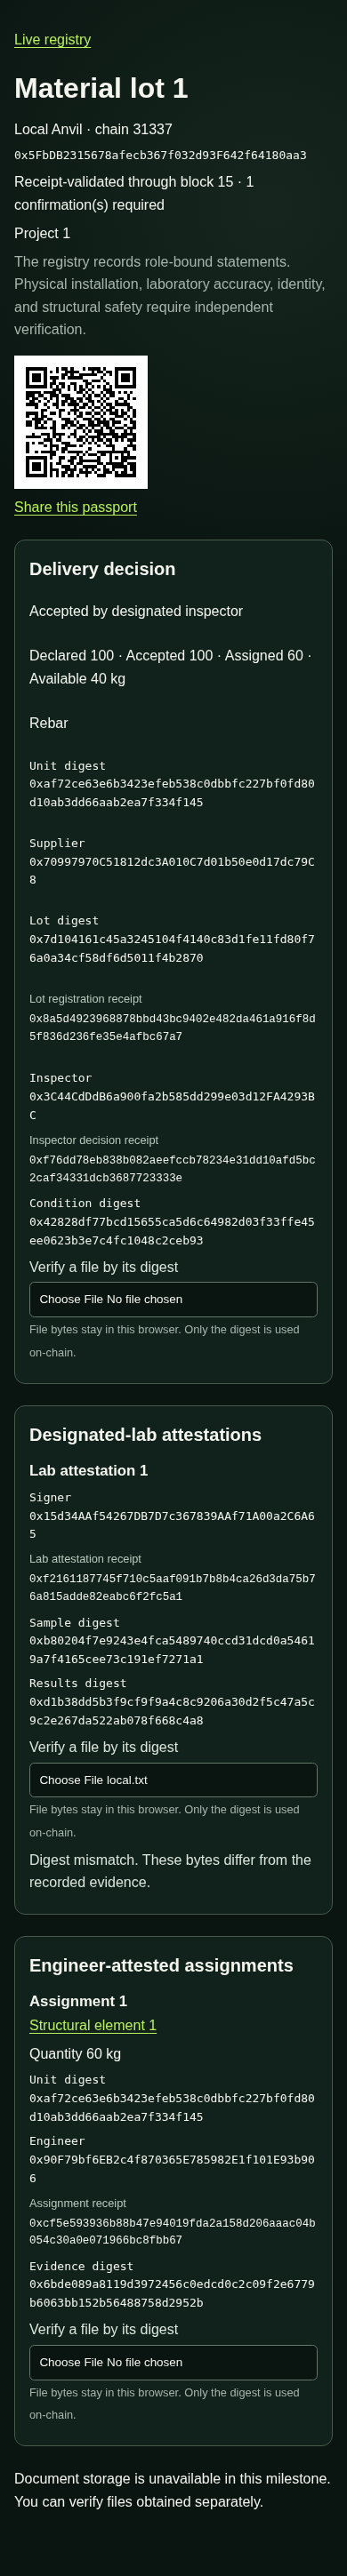 Live registry
Material lot 1
Local Anvil · chain 31337
0x5FbDB2315678afecb367f032d93F642f64180aa3
Receipt-validated through block 15 · 1
confirmation(s) required
Project 1
The registry records role-bound statements.
Physical installation, laboratory accuracy, identity,
and structural safety require independent
verification.
Share this passport
Delivery decision
Accepted by designated inspector
Declared 100 · Accepted 100 · Assigned 60 ·
Available 40 kg
Rebar
Unit digest
0xaf72ce63e6b3423efeb538c0dbbfc227bf0fd80
d10ab3dd66aab2ea7f334f145
Supplier
0x70997970C51812dc3A010C7d01b50e0d17dc79C
8
Lot digest
0x7d104161c45a3245104f4140c83d1fe11fd80f7
6a0a34cf58df6d5011f4b2870
Lot registration receipt
0x8a5d4923968878bbd43bc9402e482da461a916f8d
5f836d236fe35e4afbc67a7
Inspector
0x3C44CdDdB6a900fa2b585dd299e03d12FA4293B
C
Inspector decision receipt
0xf76dd78eb838b082aeefccb78234e31dd10afd5bc
2caf34331dcb3687723333e
Condition digest
0x42828df77bcd15655ca5d6c64982d03f33ffe45
ee0623b3e7c4fc1048c2ceb93
Verify a file by its digest
Choose File No file chosen
File bytes stay in this browser. Only the digest is used
on-chain.
Designated-lab attestations
Lab attestation 1
Signer
0x15d34AAf54267DB7D7c367839AAf71A00a2C6A6
5
Lab attestation receipt
0xf2161187745f710c5aaf091b7b8b4ca26d3da75b7
6a815adde82eabc6f2fc5a1
Sample digest
0xb80204f7e9243e4fca5489740ccd31dcd0a5461
9a7f4165cee73c191ef7271a1
Results digest
0xd1b38dd5b3f9cf9f9a4c8c9206a30d2f5c47a5c
9c2e267da522ab078f668c4a8
Verify a file by its digest
Choose File local.txt
File bytes stay in this browser. Only the digest is used
on-chain.
Digest mismatch. These bytes differ from the
recorded evidence.
Engineer-attested assignments
Assignment 1
Structural element 1
Quantity 60 kg
Unit digest
0xaf72ce63e6b3423efeb538c0dbbfc227bf0fd80
d10ab3dd66aab2ea7f334f145
Engineer
0x90F79bf6EB2c4f870365E785982E1f101E93b90
6
Assignment receipt
0xcf5e593936b88b47e94019fda2a158d206aaac04b
054c30a0e071966bc8fbb67
Evidence digest
0x6bde089a8119d3972456c0edcd0c2c09f2e6779
b6063bb152b56488758d2952b
Verify a file by its digest
Choose File No file chosen
File bytes stay in this browser. Only the digest is used
on-chain.
Document storage is unavailable in this milestone.
You can verify files obtained separately.